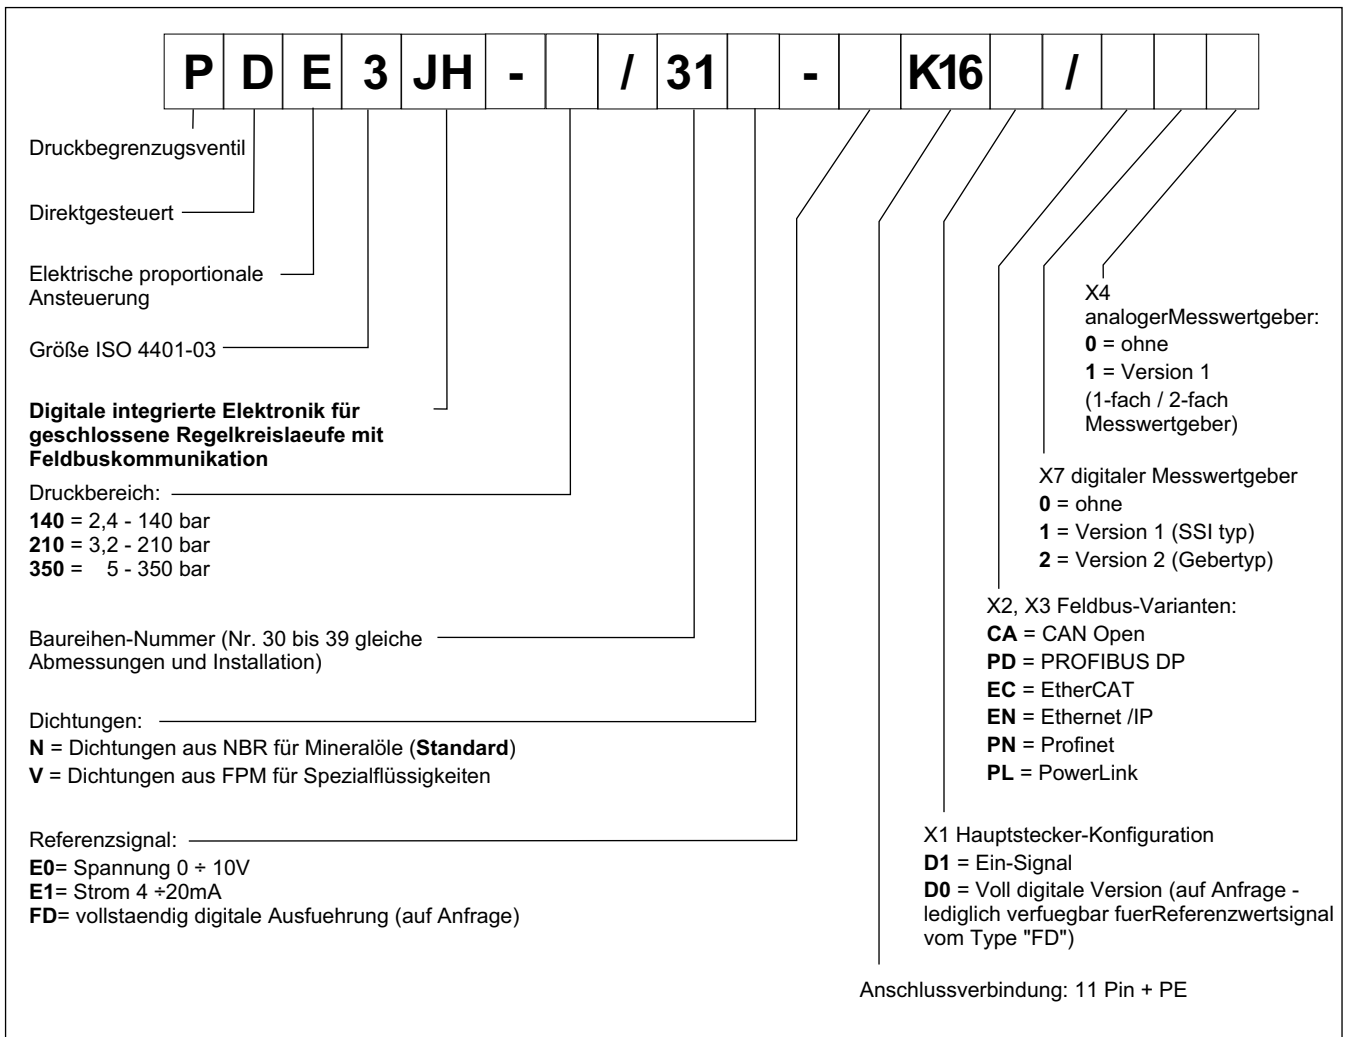 P D E 3 JH - / 31 - K16 /
Druckbegrenzugsventil
Direktgesteuert
Elektrische proportionale
Ansteuerung
Größe ISO 4401-03
Digitale integrierte Elektronik für
geschlossene Regelkreislaeufe mit
Feldbuskommunikation
Druckbereich:
140 = 2,4 - 140 bar
210 = 3,2 - 210 bar
350 = 5 - 350 bar
Baureihen-Nummer (Nr. 30 bis 39 gleiche
Abmessungen und Installation)
Dichtungen:
N = Dichtungen aus NBR für Mineralöle (Standard)
V = Dichtungen aus FPM für Spezialflüssigkeiten
Referenzsignal:
E0= Spannung 0 ÷ 10V
E1= Strom 4 ÷20mA
FD= vollstaendig digitale Ausfuehrung (auf Anfrage)
X4
analogerMesswertgeber:
0 = ohne
1 = Version 1
(1-fach / 2-fach
Messwertgeber)
X7 digitaler Messwertgeber
0 = ohne
1 = Version 1 (SSI typ)
2 = Version 2 (Gebertyp)
X2, X3 Feldbus-Varianten:
CA = CAN Open
PD = PROFIBUS DP
EC = EtherCAT
EN = Ethernet /IP
PN = Profinet
PL = PowerLink
X1 Hauptstecker-Konfiguration
D1 = Ein-Signal
D0 = Voll digitale Version (auf Anfrage -
lediglich verfuegbar fuerReferenzwertsignal
vom Type "FD")
Anschlussverbindung: 11 Pin + PE